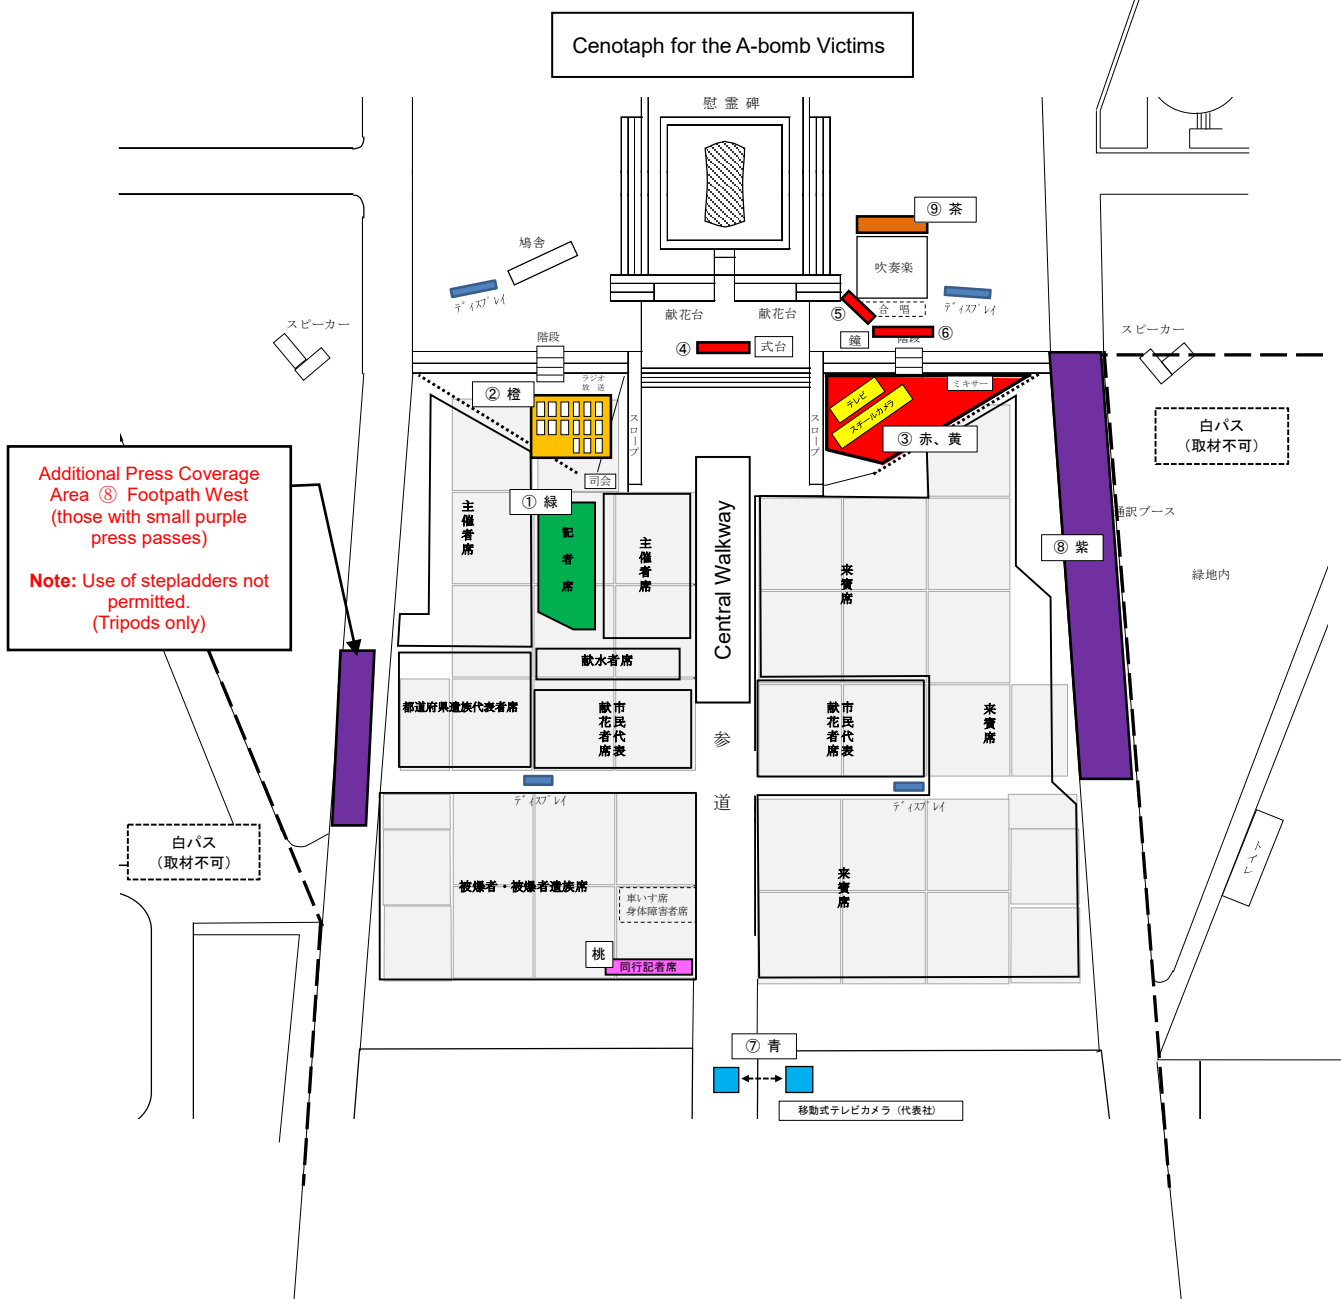 Cenotaph for the A-bomb Victims
慰霊碑
⑨ 茶
吹奏楽
鳩舎
ディスプレイ
ディスプレイ
⑤
合 唱
献花台
献花台
⑥
スピーカー
スピーカー
階段
④
式台
鐘
階段
ラジオ
放 送
② 橙
スロープ
スロープ
テレビ
スチールカメラ
ミキサー
③ 赤、黄
白パス
(取材不可)
司会
Additional Press Coverage
Area ⑧ Footpath West
(those with small purple
press passes)
Note: Use of stepladders not
permitted.
(Tripods only)
① 緑
主催者席
記者席
主催者席
Central Walkway
来賓席
通訳ブース
⑧ 紫
緑地内
献水者席
都道府県遺族代表者席
市民代表
献花者席
参道
市民代表
献花者席
来賓席
ディスプレイ
ディスプレイ
白パス
(取材不可)
トイレ
被爆者・被爆者遺族席
車いす席
身体障害者席
来賓席
桃
同行記者席
⑦ 青
移動式テレビカメラ (代表社)